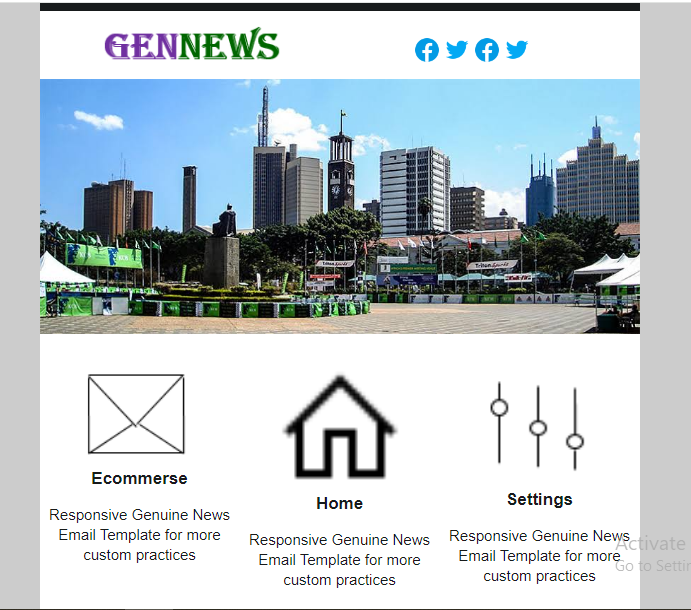 GENNEWS
Ecommerse
Responsive Genuine News
Email Template for more
custom practices
Home
Responsive Genuine News
Email Template for more
custom practices
Settings
Responsive Genuine News
Email Template for more
custom practices
Activate
Go to Settin